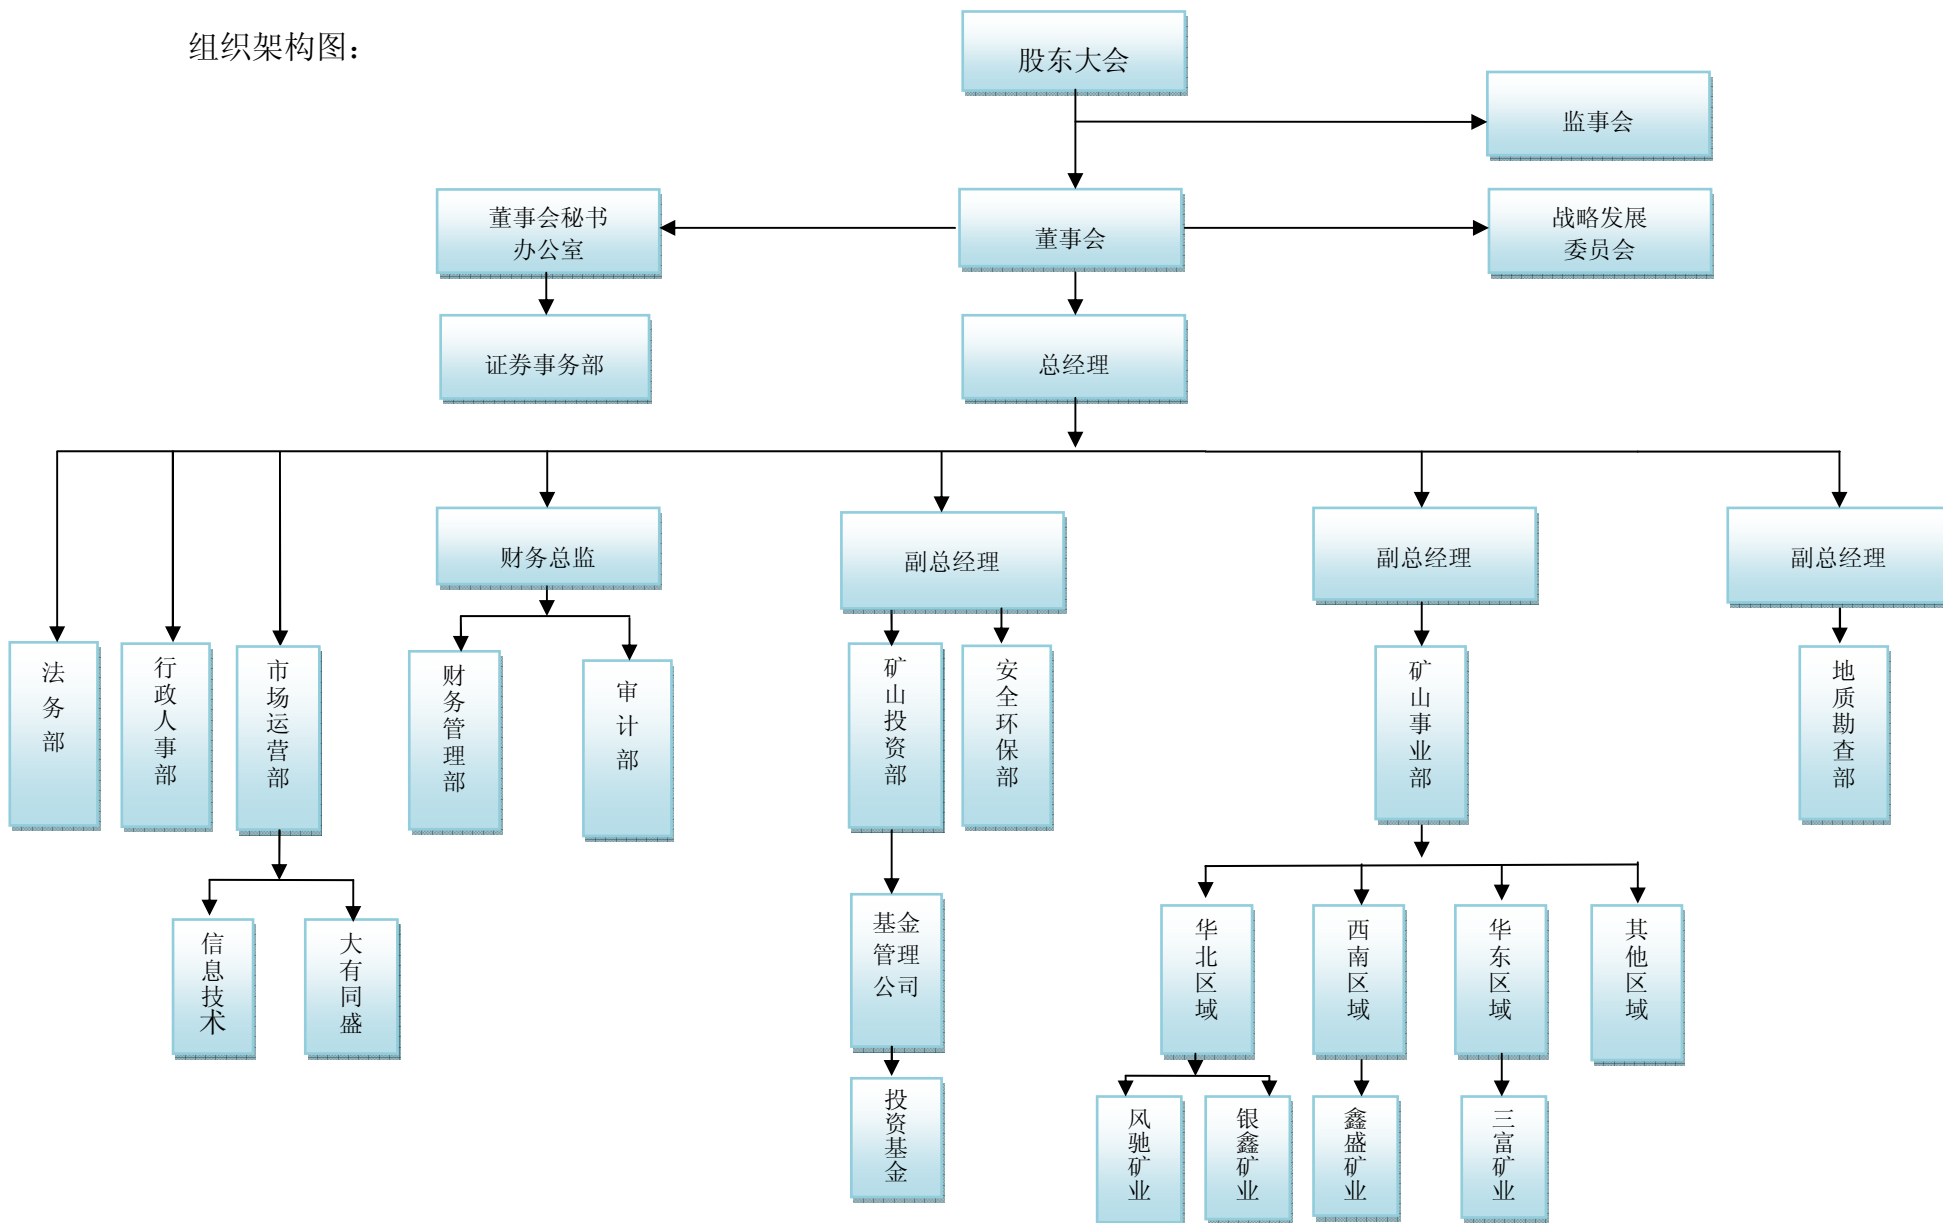 组织架构图：
股东大会
监事会
董事会秘书
办公室
董事会
战略发展
委员会
证券事务部
总经理
财务总监
副总经理
副总经理
副总经理
法务部
行政人事部
市场运营部
财务管理部
审计部
矿山投资部
安全环保部
矿山事业部
地质勘查部
信息技术
大有同盛
基金
管理
公司
华北区域
西南区域
华东区域
其他区域
投资基金
风驰矿业
银鑫矿业
鑫盛矿业
三富矿业